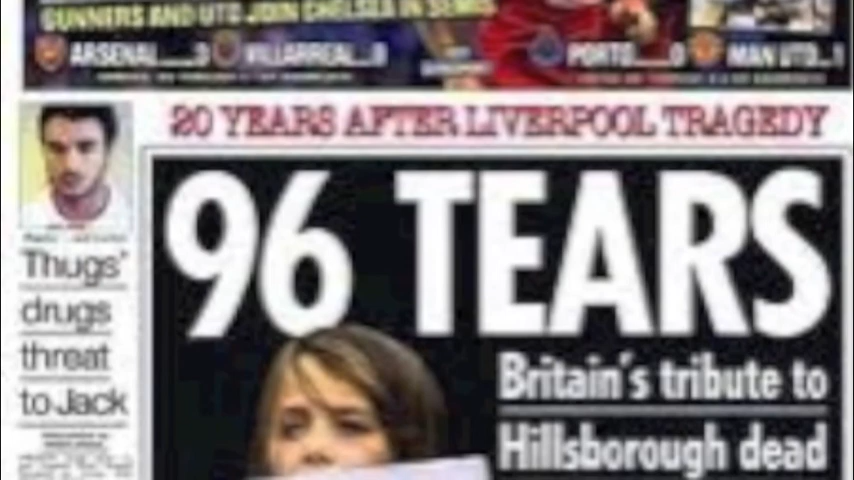 GUNNERS AND UTD JOIN CHELSEA IN SEMIS
ARSENAL......3 VILLARREAL...0 PORTO........0 MAN UTD...1
20 YEARS AFTER LIVERPOOL TRAGEDY
96 TEARS
Britain's tribute to
Hillsborough dead
Thugs'
drugs
threat
to Jack